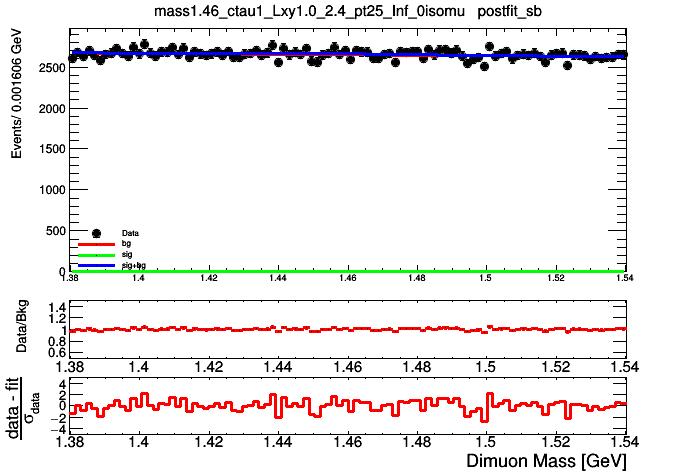 mass1.46_ctau1_Lxy1.0_2.4_pt25_Inf_0isomu postfit_sb
Events/ 0.001606 GeV
2500
2000
1500
1000
500
0
Data
bg
sig
sig+bg
1.38 1.4 1.42 1.44 1.46 1.48 1.5 1.52 1.54
Data/Bkg
1.4
1.2
1
0.8
0.6
1.38 1.4 1.42 1.44 1.46 1.48 1.5 1.52 1.54
data - fit
σdata
4
2
0
−2
−4
1.38 1.4 1.42 1.44 1.46 1.48 1.5 1.52 1.54
Dimuon Mass [GeV]